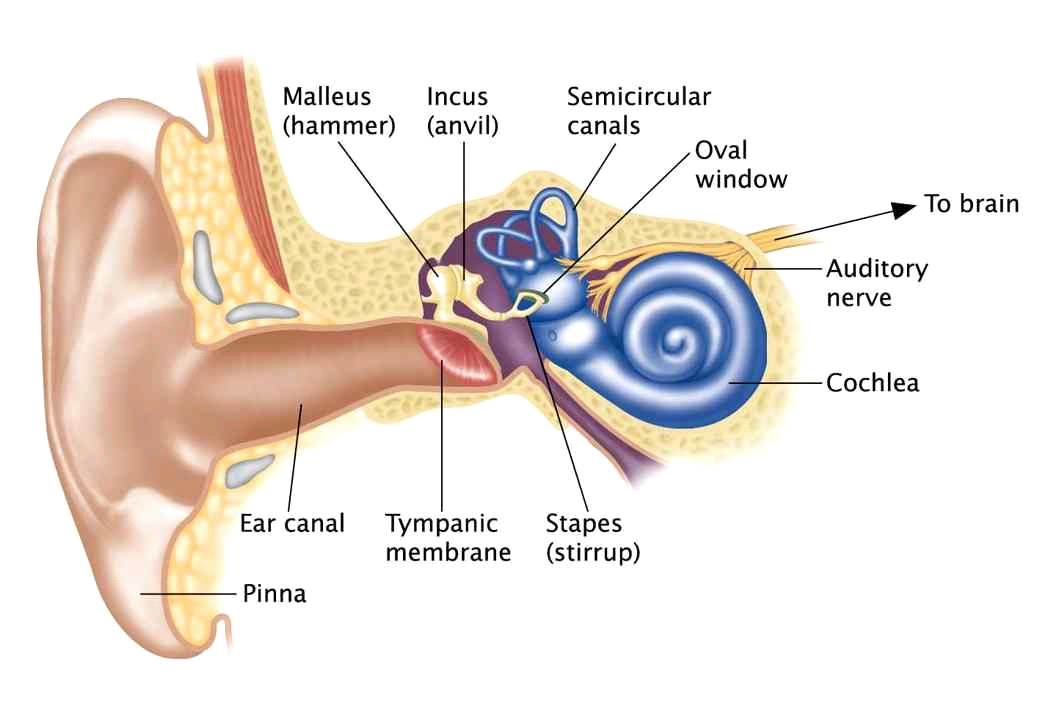 Malleus
(hammer)
Incus
(anvil)
Semicircular
canals
Oval
window
To brain
Auditory
nerve
Cochlea
Ear canal
Tympanic
membrane
Stapes
(stirrup)
Pinna